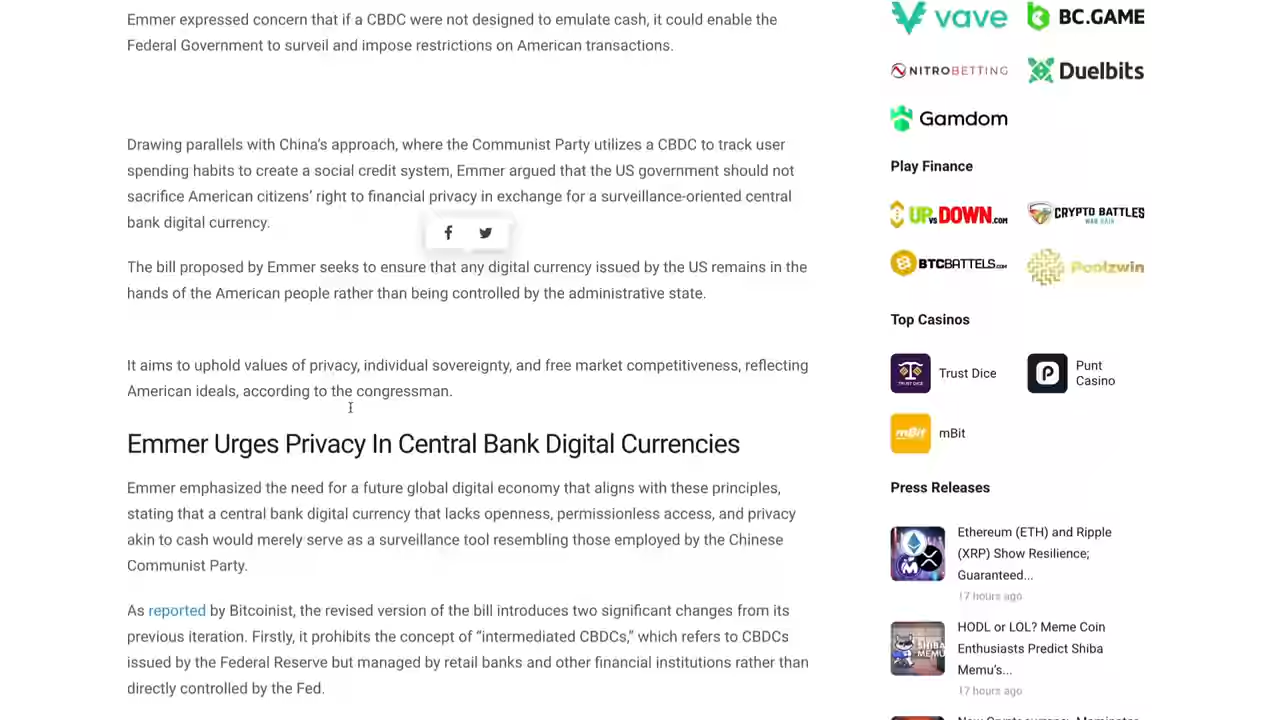 Emmer expressed concern that if a CBDC were not designed to emulate cash, it could enable the
Federal Government to surveil and impose restrictions on American transactions.
Drawing parallels with China’s approach, where the Communist Party utilizes a CBDC to track user
spending habits to create a social credit system, Emmer argued that the US government should not
sacrifice American citizens’ right to financial privacy in exchange for a surveillance-oriented central
bank digital currency.
The bill proposed by Emmer seeks to ensure that any digital currency issued by the US remains in the
hands of the American people rather than being controlled by the administrative state.
It aims to uphold values of privacy, individual sovereignty, and free market competitiveness, reflecting
American ideals, according to the congressman.
Emmer Urges Privacy In Central Bank Digital Currencies
Emmer emphasized the need for a future global digital economy that aligns with these principles,
stating that a central bank digital currency that lacks openness, permissionless access, and privacy
akin to cash would merely serve as a surveillance tool resembling those employed by the Chinese
Communist Party.
As reported by Bitcoinist, the revised version of the bill introduces two significant changes from its
previous iteration. Firstly, it prohibits the concept of “intermediated CBDCs,” which refers to CBDCs
issued by the Federal Reserve but managed by retail banks and other financial institutions rather than
directly controlled by the Fed.
vave
BC.GAME
NITROBETTING
Duelbits
Gamdom
Play Finance
UPvsDOWN.com
CRYPTO BATTLES
BTCBATTELS.com
Poolzwin
Top Casinos
TRUST DICE
Trust Dice
Punt
Casino
mBit
mBit
Press Releases
Ethereum (ETH) and Ripple
(XRP) Show Resilience;
Guaranteed...
17 hours ago
SHIBA
MEMU
HODL or LOL? Meme Coin
Enthusiasts Predict Shiba
Memu’s...
17 hours ago